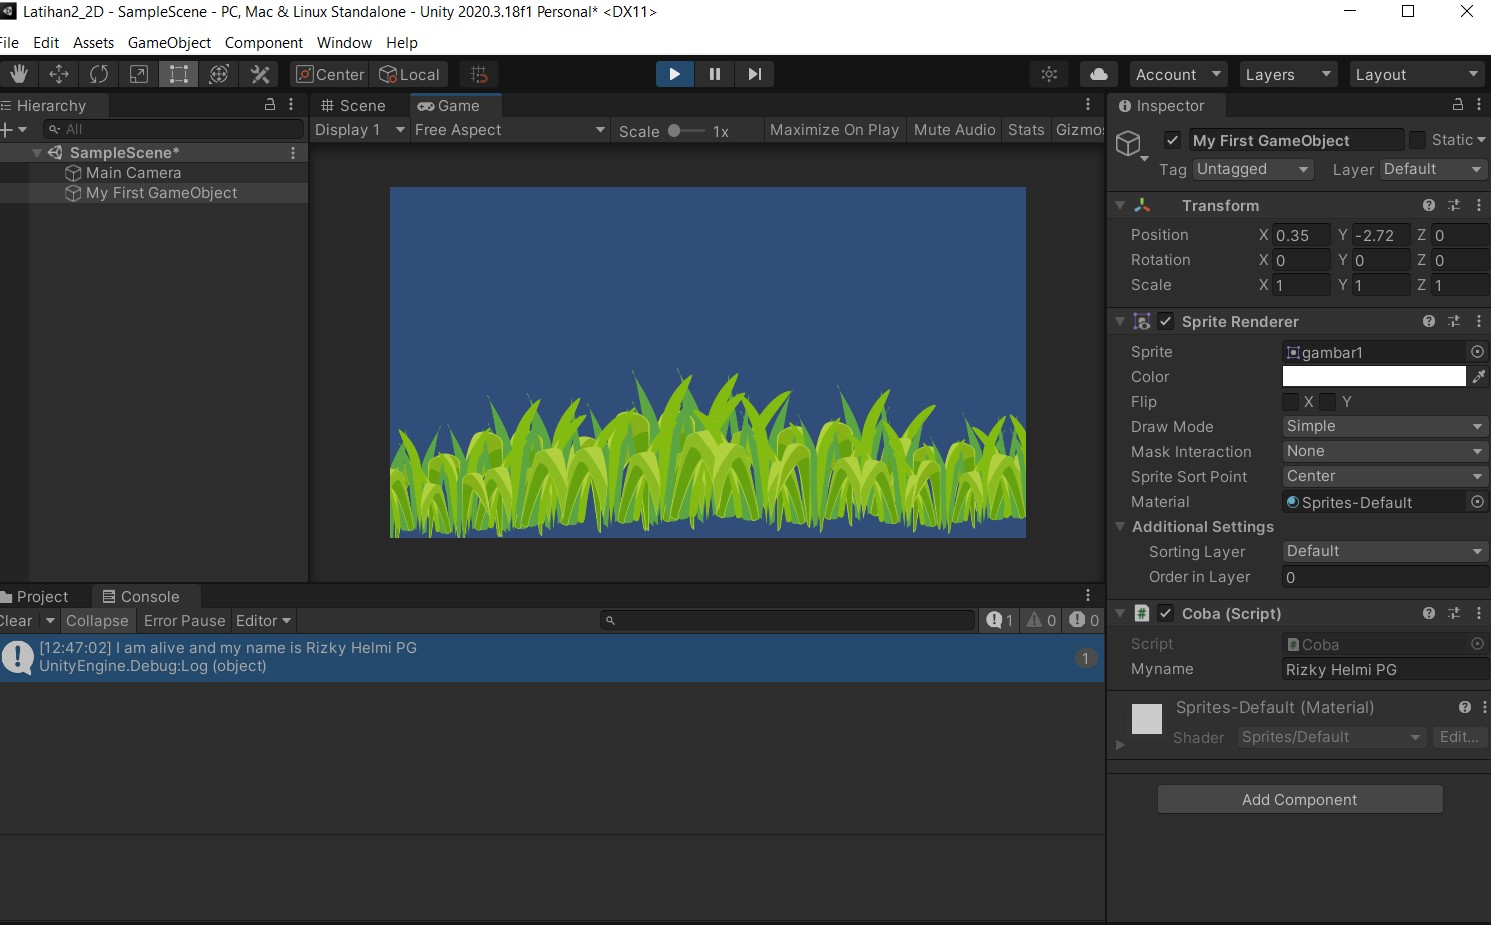 Latihan2_2D - SampleScene - PC, Mac & Linux Standalone - Unity 2020.3.18f1 Personal* <DX11>
File Edit Assets GameObject Component Window Help
Center Local Account Layers Layout
Hierarchy
All
SampleScene*
Main Camera
My First GameObject
Scene Game
Display 1 Free Aspect Scale 1x Maximize On Play Mute Audio Stats Gizmos
Inspector
My First GameObject Static
Tag Untagged Layer Default
Transform
Position X 0.35 Y -2.72 Z 0
Rotation X 0 Y 0 Z 0
Scale X 1 Y 1 Z 1
Sprite Renderer
Sprite gambar1
Color
Flip X Y
Draw Mode Simple
Mask Interaction None
Sprite Sort Point Center
Material Sprites-Default
Additional Settings
Sorting Layer Default
Order in Layer 0
Coba (Script)
Script Coba
Myname Rizky Helmi PG
Sprites-Default (Material)
Shader Sprites/Default Edit...
Add Component
Project Console
Clear Collapse Error Pause Editor 1 0 0
[12:47:02] I am alive and my name is Rizky Helmi PG
UnityEngine.Debug:Log (object)
1